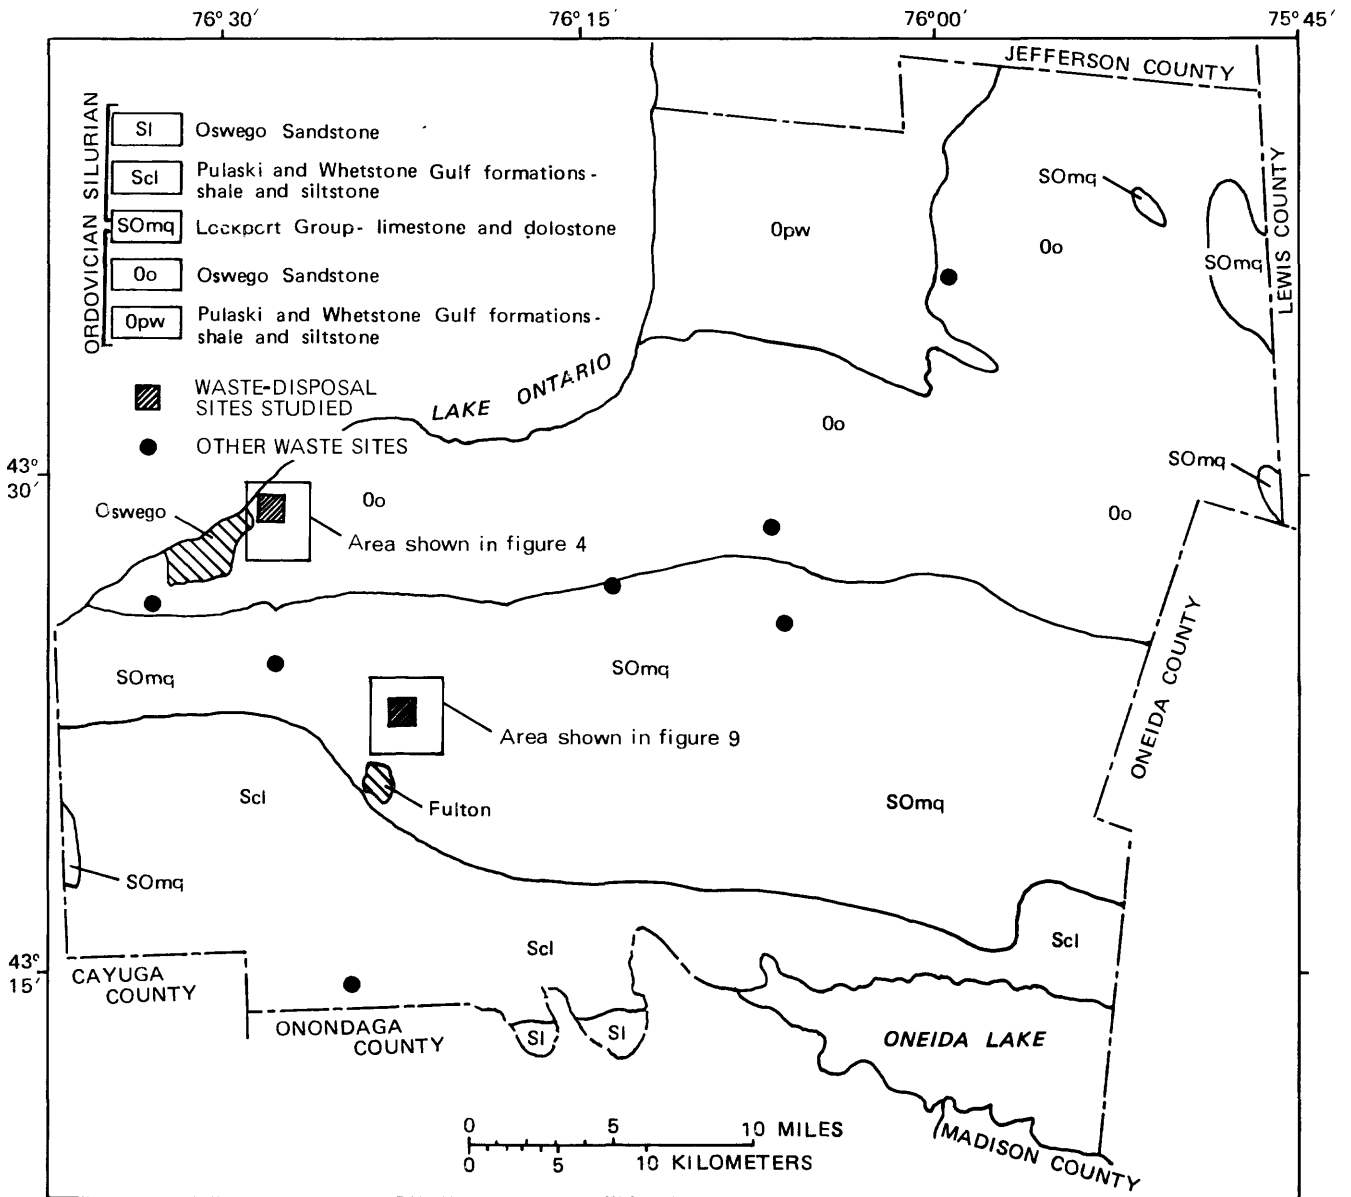 76° 30′
76° 15′
76° 00′
75° 45′
JEFFERSON COUNTY
LEWIS COUNTY
ORDOVICIAN SILURIAN
Sl Oswego Sandstone
Scl Pulaski and Whetstone Gulf formations-
shale and siltstone
SOmq Lockport Group- limestone and dolostone
Oo Oswego Sandstone
Opw Pulaski and Whetstone Gulf formations-
shale and siltstone
WASTE-DISPOSAL
SITES STUDIED
OTHER WASTE SITES
SOmq
Opw
Oo
SOmq
LAKE ONTARIO
Oo
43°
30′
SOmq
Oswego
Oo
Oo
Area shown in figure 4
ONEIDA COUNTY
SOmq
SOmq
Area shown in figure 9
Scl
Fulton
SOmq
SOmq
Scl
Scl
43°
15′
CAYUGA
COUNTY
ONONDAGA
COUNTY
Sl
Sl
ONEIDA LAKE
MADISON COUNTY
0 5 10 MILES
0 5 10 KILOMETERS